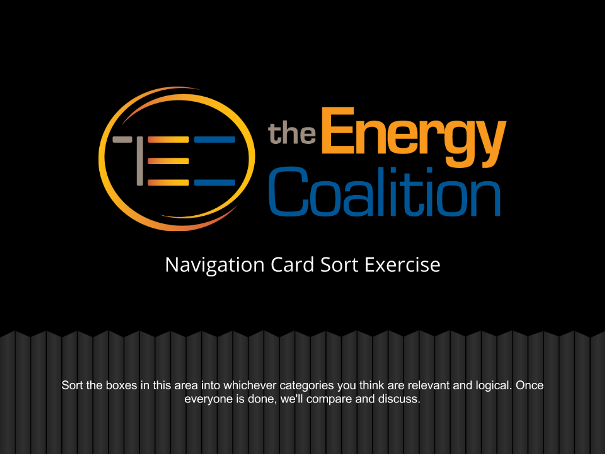 TEC
the Energy
Coalition
Navigation Card Sort Exercise
Sort the boxes in this area into whichever categories you think are relevant and logical. Once
everyone is done, we'll compare and discuss.